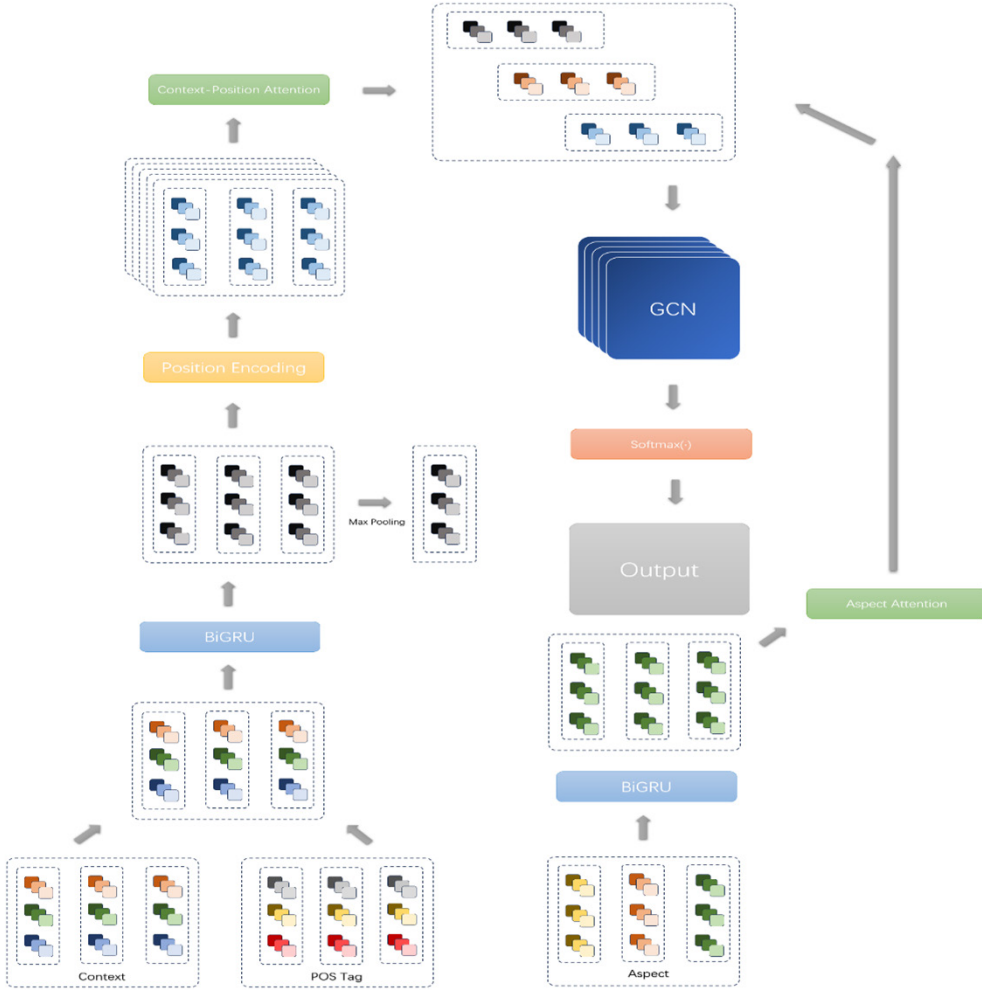 Context-Position Attention
GCN
Position Encoding
Softmax(·)
Max Pooling
Output
Aspect Attention
BiGRU
BiGRU
Context
POS Tag
Aspect